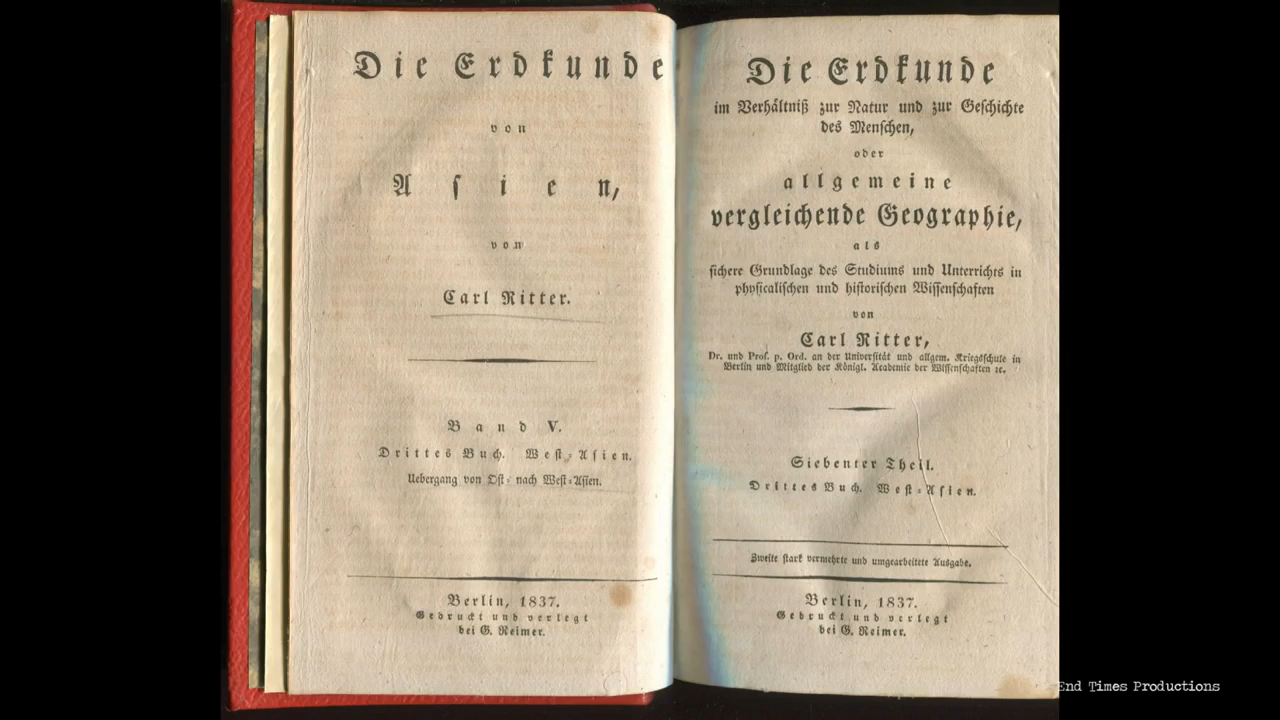 Die Erdkunde
von
Asien,
von
Carl Ritter.
Band V.
Drittes Buch. West-Asien.
Uebergang von Ost- nach West-Asien.
Berlin, 1837.
Gedruckt und verlegt
bei G. Reimer.
Die Erdkunde
im Verhältniß zur Natur und zur Geschichte
des Menschen,
oder
allgemeine
vergleichende Geographie,
als
sichere Grundlage des Studiums und Unterrichts in
physicalischen und historischen Wissenschaften
von
Carl Ritter,
Dr. und Prof. p. Ord. an der Universität und allgem. Kriegsschule in
Berlin und Mitglied der Königl. Academie der Wissenschaften ꝛc.
Siebenter Theil.
Drittes Buch. West-Asien.
Zweite stark vermehrte und umgearbeitete Ausgabe.
Berlin, 1837.
Gedruckt und verlegt
bei G. Reimer.
End Times Productions